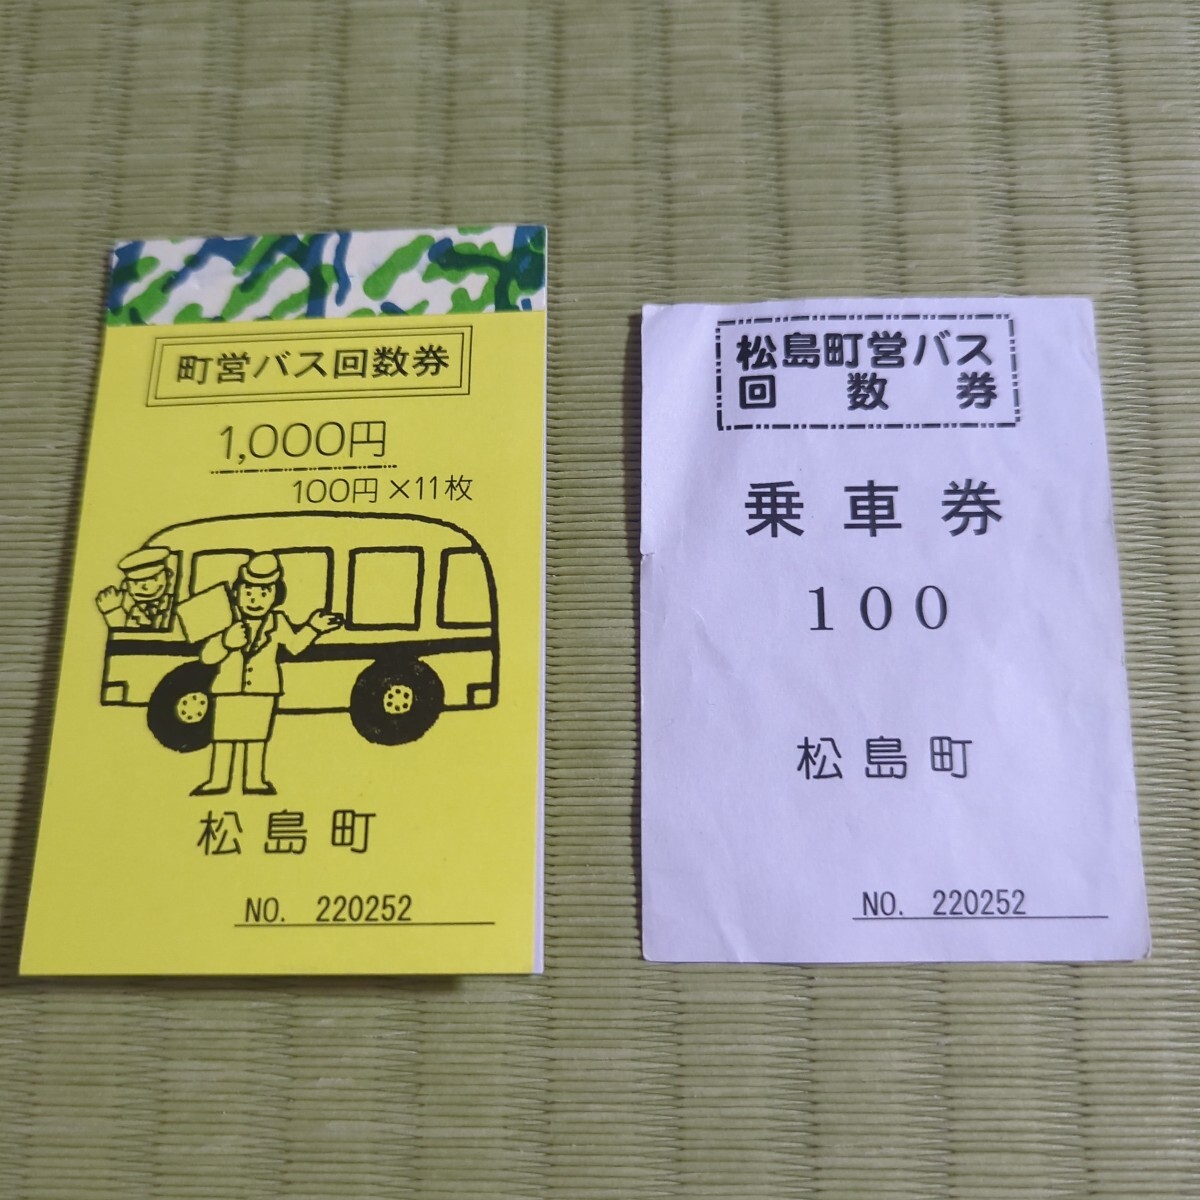 町営バス回数券
1,000円
100円×11枚
松島町
NO. 220252
松島町営バス
回数券
乗車券
100
松島町
NO. 220252